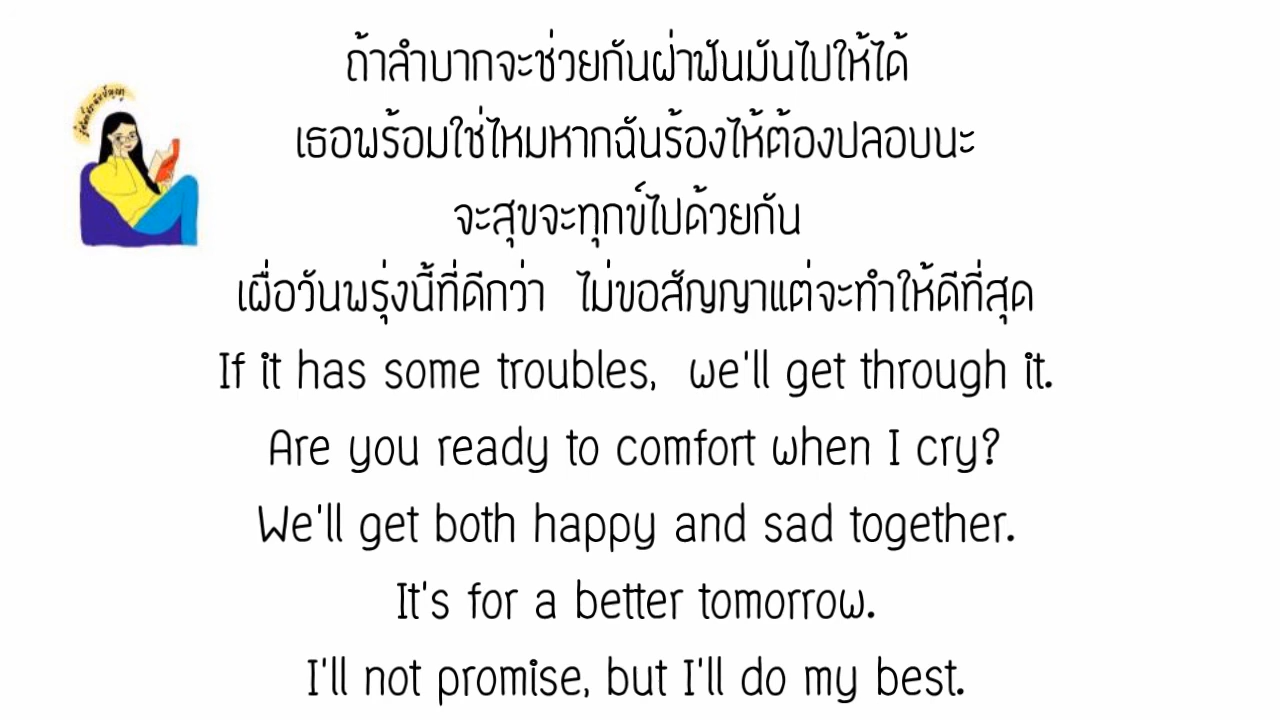 ถ้าลำบากจะช่วยกันฝ่าฟันมันไปให้ได้
เธอพร้อมใช่ไหมหากฉันร้องไห้ต้องปลอบนะ
จะสุขจะทุกข์ไปด้วยกัน
เผื่อวันพรุ่งนี้ที่ดีกว่า ไม่ขอสัญญาแต่จะทำให้ดีที่สุด
If it has some troubles, we'll get through it.
Are you ready to comfort when I cry?
We'll get both happy and sad together.
It's for a better tomorrow.
I'll not promise, but I'll do my best.